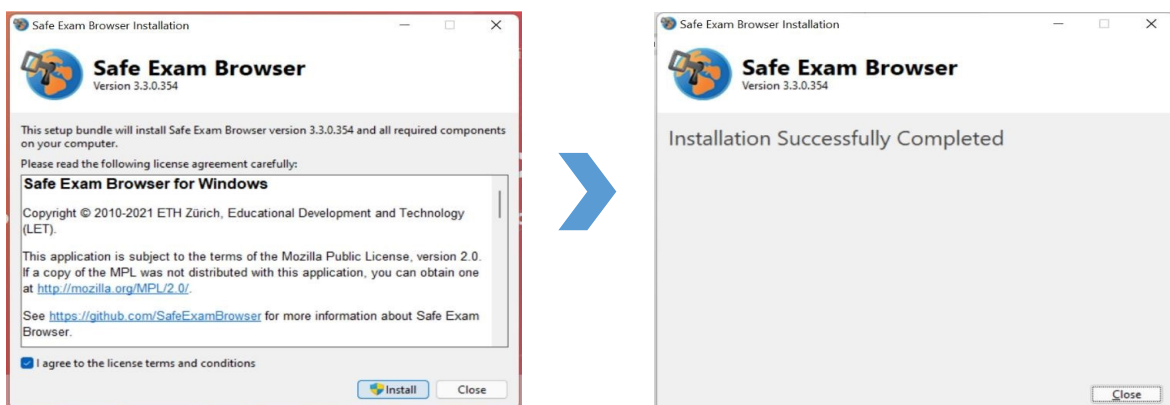 Safe Exam Browser Installation
Safe Exam Browser
Version 3.3.0.354
This setup bundle will install Safe Exam Browser version 3.3.0.354 and all required components
on your computer.
Please read the following license agreement carefully:
Safe Exam Browser for Windows
Copyright © 2010-2021 ETH Zürich, Educational Development and Technology
(LET).
This application is subject to the terms of the Mozilla Public License, version 2.0.
If a copy of the MPL was not distributed with this application, you can obtain one
at http://mozilla.org/MPL/2.0/.
See https://github.com/SafeExamBrowser for more information about Safe Exam
Browser.
I agree to the license terms and conditions
Install
Close
Safe Exam Browser Installation
Safe Exam Browser
Version 3.3.0.354
Installation Successfully Completed
Close